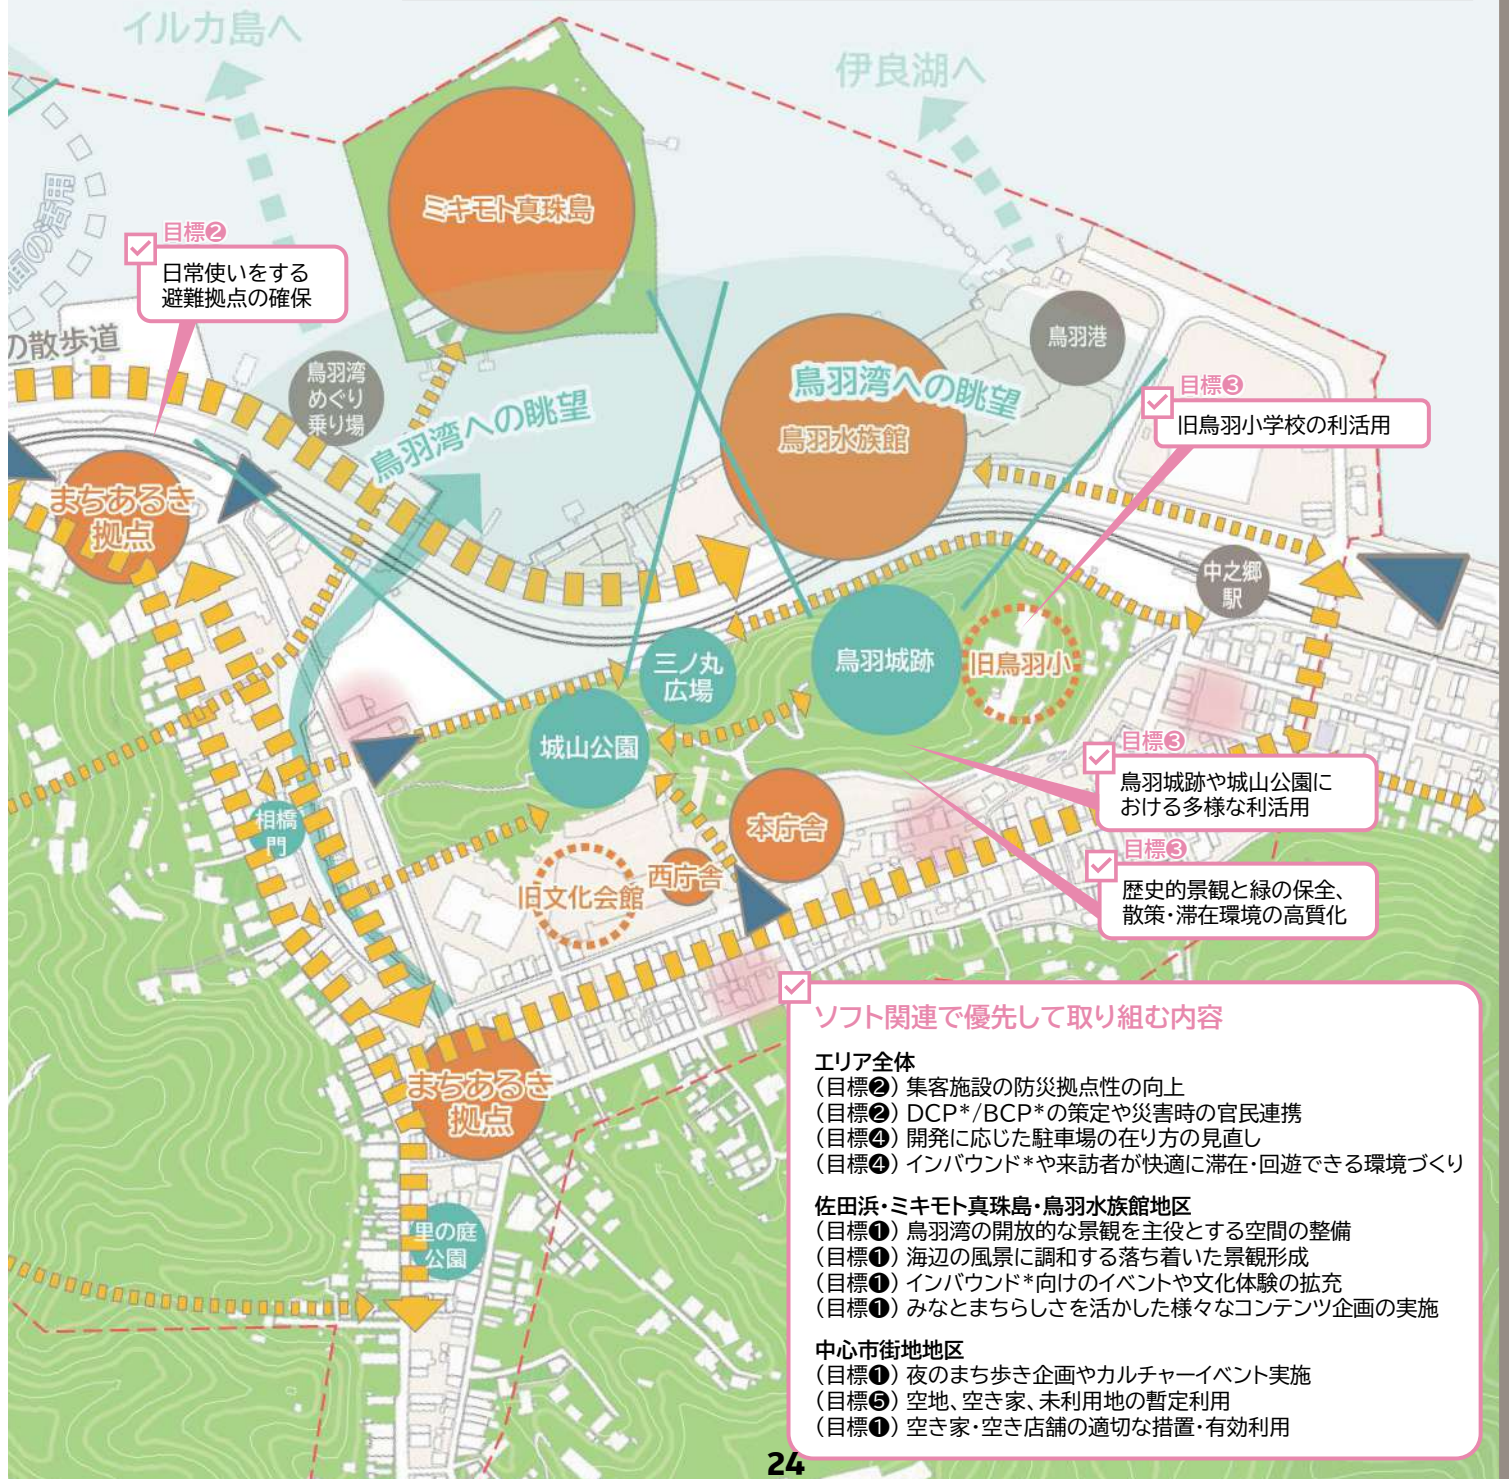 イルカ島へ
伊良湖へ
ミキモト真珠島
面の活用
目標❷
日常使いをする
避難拠点の確保
の散歩道
鳥羽湾
めぐり
乗り場
鳥羽湾への眺望
鳥羽湾への眺望
鳥羽水族館
鳥羽港
目標❸
旧鳥羽小学校の利活用
まちあるき
拠点
中之郷
駅
三ノ丸
広場
鳥羽城跡
旧鳥羽小
城山公園
目標❸
鳥羽城跡や城山公園に
おける多様な利活用
相橋
門
本庁舎
西庁舎
旧文化会館
目標❸
歴史的景観と緑の保全、
散策・滞在環境の高質化
まちあるき
拠点
里の庭
公園
ソフト関連で優先して取り組む内容
エリア全体
(目標❷) 集客施設の防災拠点性の向上
(目標❷) DCP*/BCP*の策定や災害時の官民連携
(目標❹) 開発に応じた駐車場の在り方の見直し
(目標❹) インバウンド*や来訪者が快適に滞在・回遊できる環境づくり
佐田浜・ミキモト真珠島・鳥羽水族館地区
(目標❶) 鳥羽湾の開放的な景観を主役とする空間の整備
(目標❶) 海辺の風景に調和する落ち着いた景観形成
(目標❶) インバウンド*向けのイベントや文化体験の拡充
(目標❶) みなとまちらしさを活かした様々なコンテンツ企画の実施
中心市街地地区
(目標❶) 夜のまち歩き企画やカルチャーイベント実施
(目標❺) 空地、空き家、未利用地の暫定利用
(目標❶) 空き家・空き店舗の適切な措置・有効利用
24